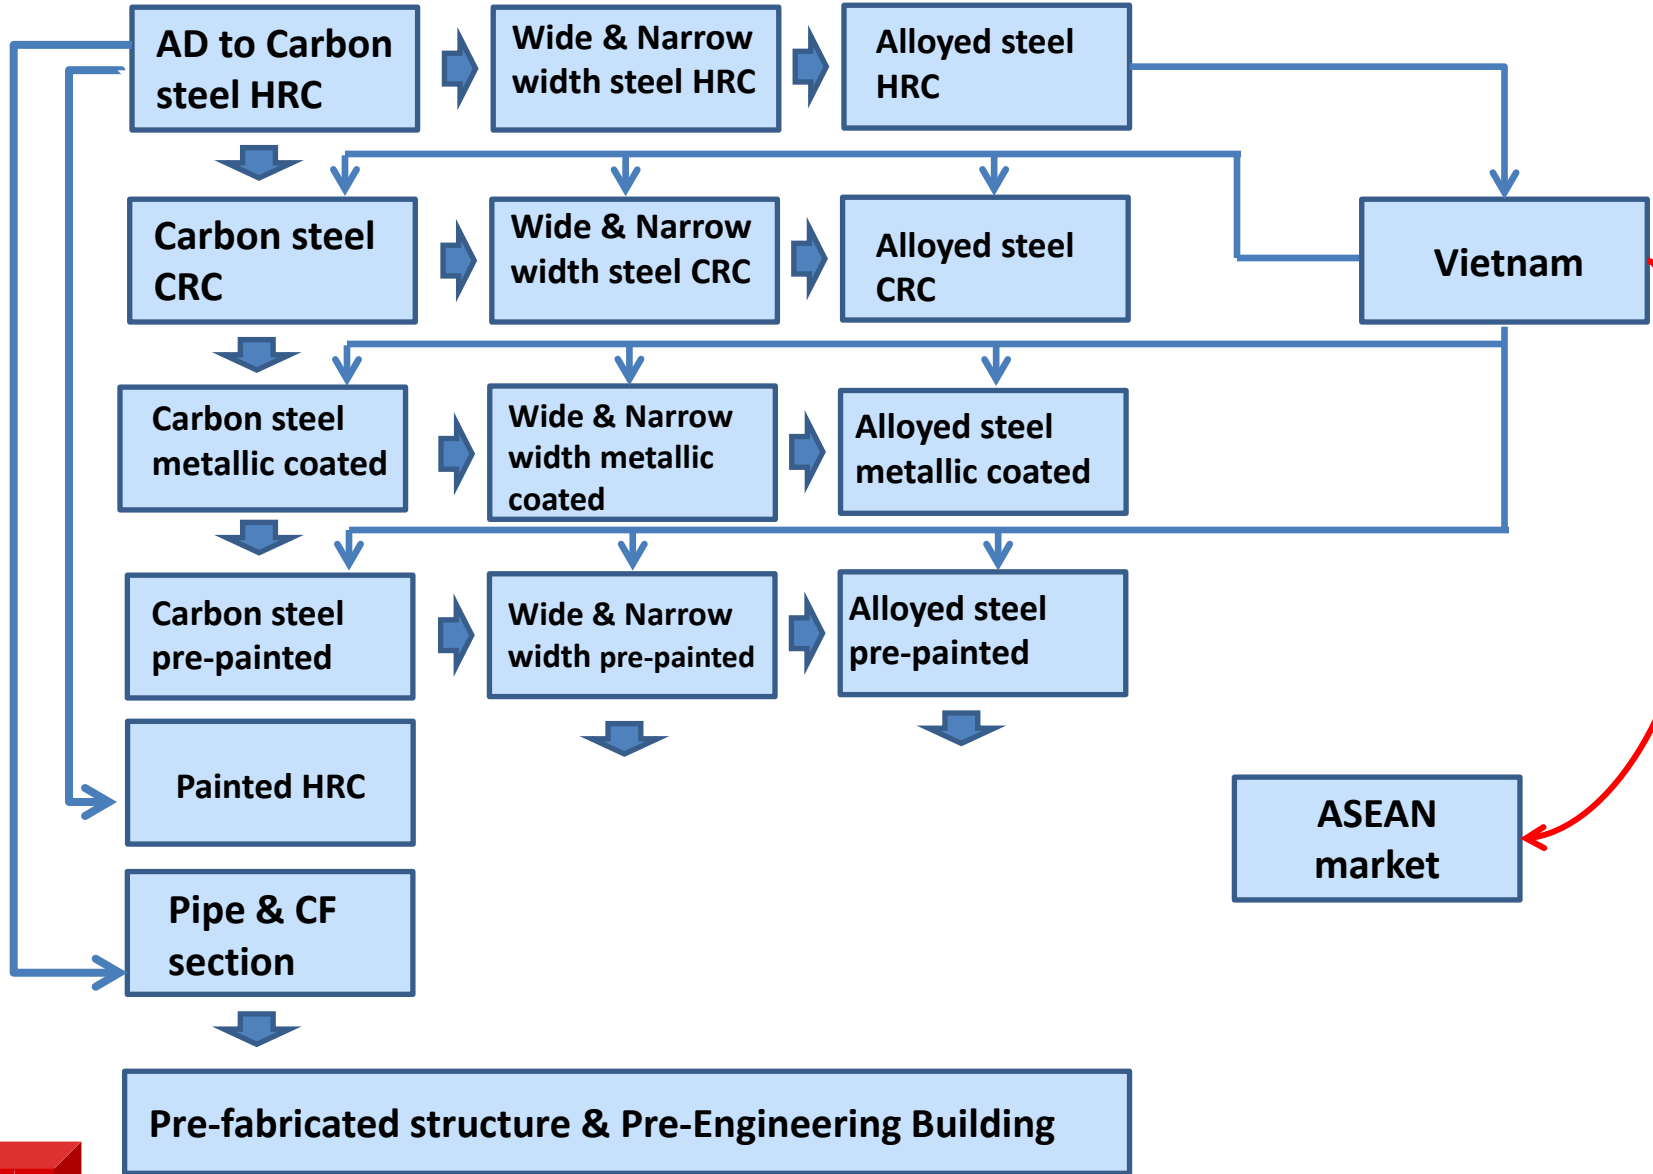 AD to Carbon
steel HRC
Wide & Narrow
width steel HRC
Alloyed steel
HRC
Carbon steel
CRC
Wide & Narrow
width steel CRC
Alloyed steel
CRC
Vietnam
Carbon steel
metallic coated
Wide & Narrow
width metallic
coated
Alloyed steel
metallic coated
Carbon steel
pre-painted
Wide & Narrow
width pre-painted
Alloyed steel
pre-painted
Painted HRC
ASEAN
market
Pipe & CF
section
Pre-fabricated structure & Pre-Engineering Building